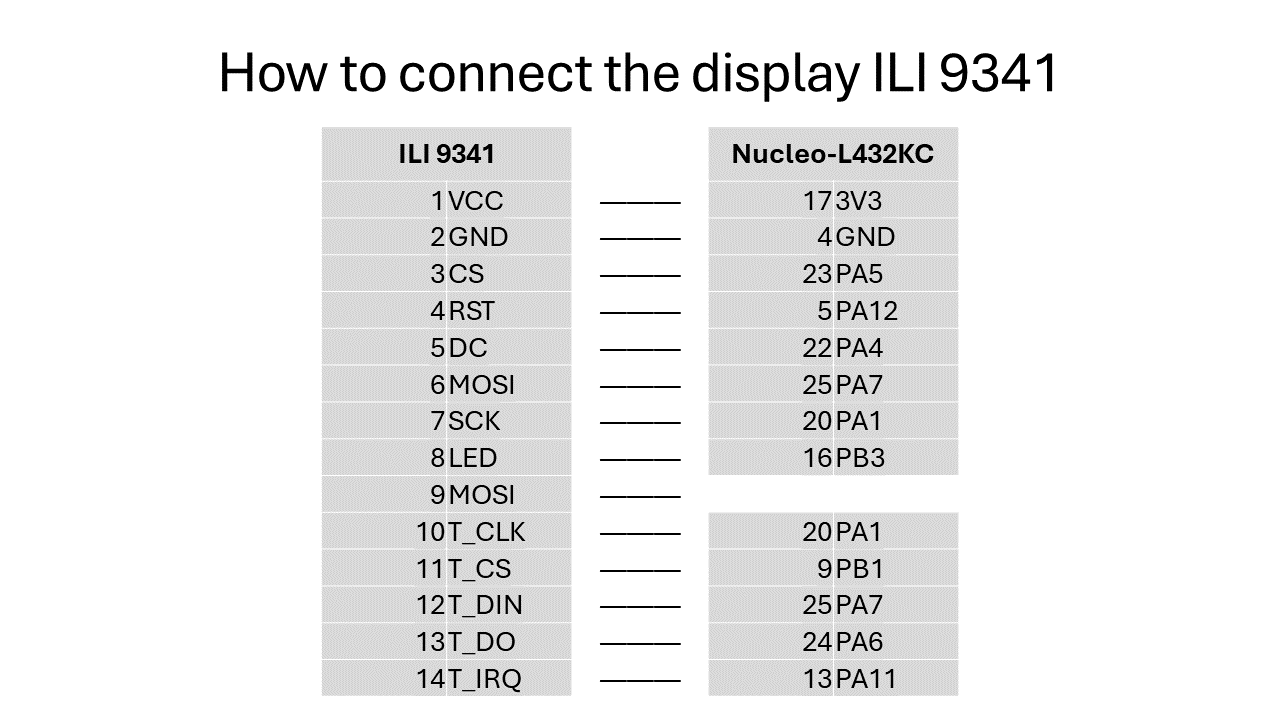 How to connect the display ILI 9341
ILI 9341 Nucleo-L432KC
1 VCC 17 3V3
2 GND 4 GND
3 CS 23 PA5
4 RST 5 PA12
5 DC 22 PA4
6 MOSI 25 PA7
7 SCK 20 PA1
8 LED 16 PB3
9 MOSI
10 T_CLK 20 PA1
11 T_CS 9 PB1
12 T_DIN 25 PA7
13 T_DO 24 PA6
14 T_IRQ 13 PA11